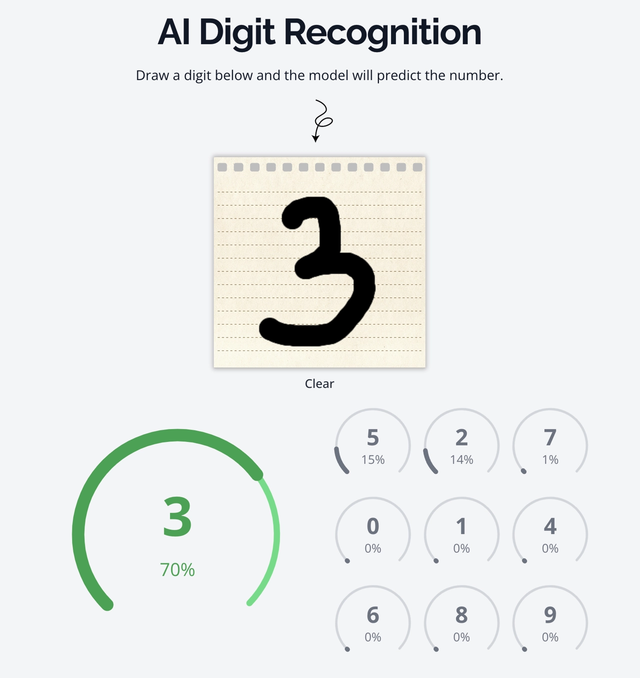 AI Digit Recognition
Draw a digit below and the model will predict the number.
3
Clear
3
70%
5 2 7
15% 14% 1%
0 1 4
0% 0% 0%
6 8 9
0% 0% 0%